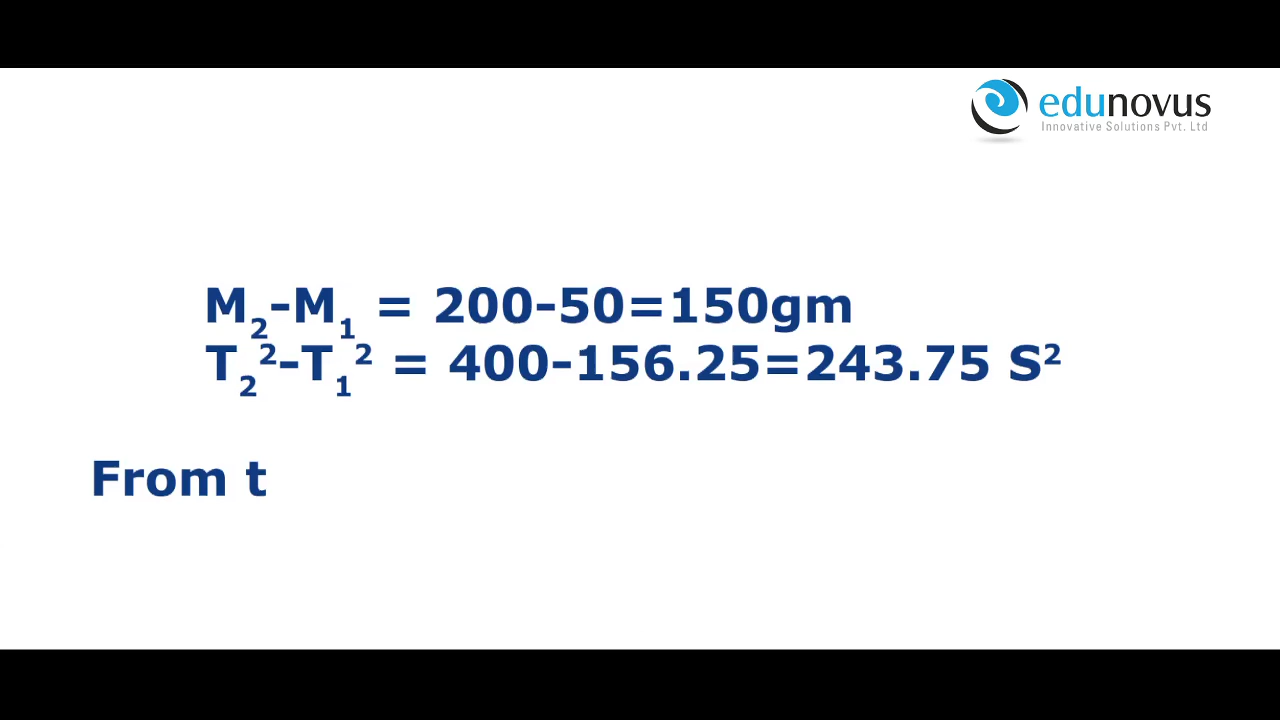 edunovus
Innovative Solutions Pvt. Ltd
M₂-M₁ = 200-50=150gm
T₂²-T₁² = 400-156.25=243.75 S²
From t